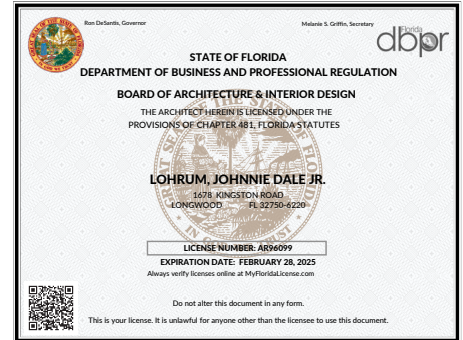 Ron DeSantis, Governor
Melanie S. Griffin, Secretary
Florida
dbpr
STATE OF FLORIDA
DEPARTMENT OF BUSINESS AND PROFESSIONAL REGULATION
BOARD OF ARCHITECTURE & INTERIOR DESIGN
THE ARCHITECT HEREIN IS LICENSED UNDER THE
PROVISIONS OF CHAPTER 481, FLORIDA STATUTES
LOHRUM, JOHNNIE DALE JR.
1678 KINGSTON ROAD
LONGWOOD FL 32750-6220
LICENSE NUMBER: AR96099
EXPIRATION DATE: FEBRUARY 28, 2025
Always verify licenses online at MyFloridaLicense.com
Do not alter this document in any form.
This is your license. It is unlawful for anyone other than the licensee to use this document.